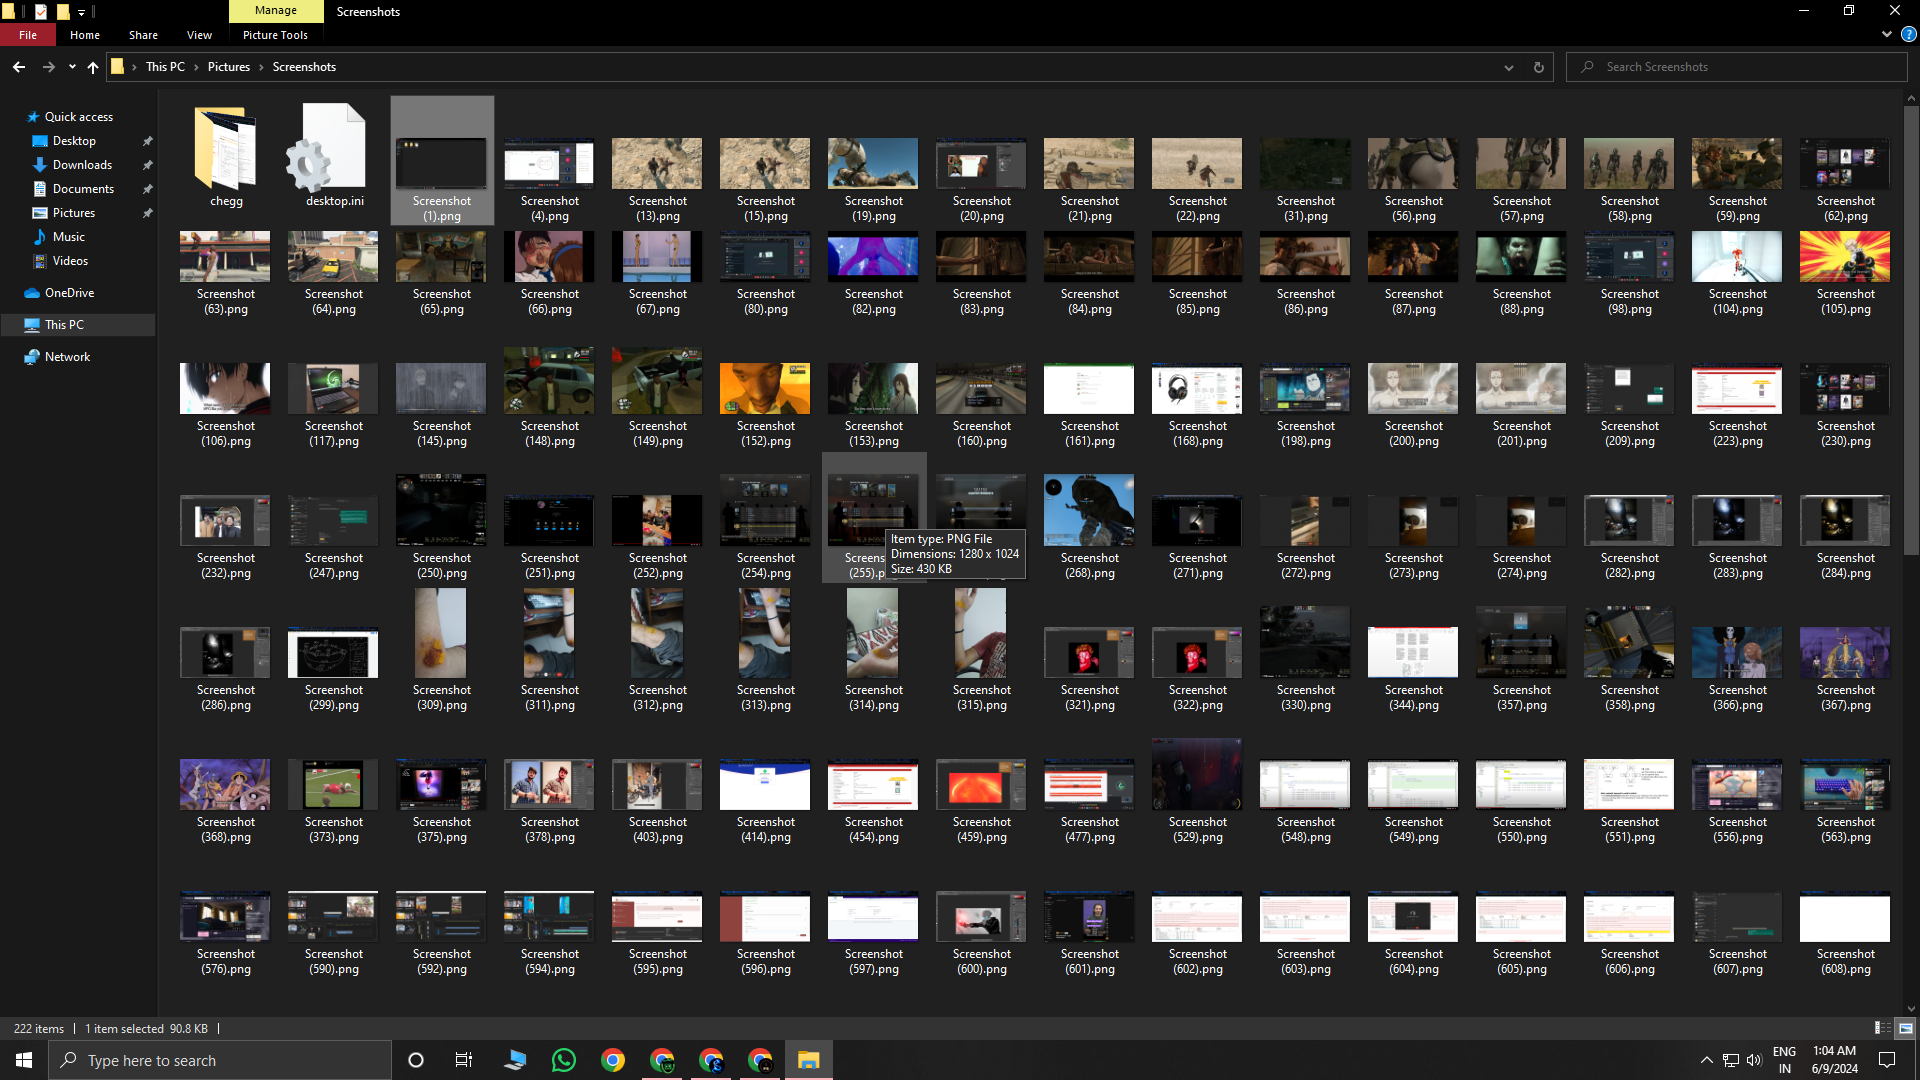 Manage
Screenshots
File
Home
Share
View
Picture Tools
This PC
Pictures
Screenshots
Search Screenshots
Quick access
Desktop
Downloads
Documents
Pictures
Music
Videos
OneDrive
This PC
Network
chegg
desktop.ini
Screenshot (1).png
Screenshot (4).png
Screenshot (13).png
Screenshot (15).png
Screenshot (19).png
Screenshot (20).png
Screenshot (21).png
Screenshot (22).png
Screenshot (31).png
Screenshot (56).png
Screenshot (57).png
Screenshot (58).png
Screenshot (59).png
Screenshot (62).png
Screenshot (63).png
Screenshot (64).png
Screenshot (65).png
Screenshot (66).png
Screenshot (67).png
Screenshot (80).png
Screenshot (82).png
Screenshot (83).png
Screenshot (84).png
Screenshot (85).png
Screenshot (86).png
Screenshot (87).png
Screenshot (88).png
Screenshot (98).png
Screenshot (104).png
Screenshot (105).png
Screenshot (106).png
Screenshot (117).png
Screenshot (145).png
Screenshot (148).png
Screenshot (149).png
Screenshot (152).png
Screenshot (153).png
Screenshot (160).png
Screenshot (161).png
Screenshot (168).png
Screenshot (198).png
Screenshot (200).png
Screenshot (201).png
Screenshot (209).png
Screenshot (223).png
Screenshot (230).png
Screenshot (232).png
Screenshot (247).png
Screenshot (250).png
Screenshot (251).png
Screenshot (252).png
Screenshot (254).png
Item type: PNG File
Dimensions: 1280 x 1024
Size: 430 KB
Screenshot (268).png
Screenshot (271).png
Screenshot (272).png
Screenshot (273).png
Screenshot (274).png
Screenshot (282).png
Screenshot (283).png
Screenshot (284).png
Screenshot (286).png
Screenshot (299).png
Screenshot (309).png
Screenshot (311).png
Screenshot (312).png
Screenshot (313).png
Screenshot (314).png
Screenshot (315).png
Screenshot (321).png
Screenshot (322).png
Screenshot (330).png
Screenshot (344).png
Screenshot (357).png
Screenshot (358).png
Screenshot (366).png
Screenshot (367).png
Screenshot (368).png
Screenshot (373).png
Screenshot (375).png
Screenshot (378).png
Screenshot (403).png
Screenshot (414).png
Screenshot (454).png
Screenshot (459).png
Screenshot (477).png
Screenshot (529).png
Screenshot (548).png
Screenshot (549).png
Screenshot (550).png
Screenshot (551).png
Screenshot (556).png
Screenshot (563).png
Screenshot (576).png
Screenshot (590).png
Screenshot (592).png
Screenshot (594).png
Screenshot (595).png
Screenshot (596).png
Screenshot (597).png
Screenshot (600).png
Screenshot (601).png
Screenshot (602).png
Screenshot (603).png
Screenshot (604).png
Screenshot (605).png
Screenshot (606).png
Screenshot (607).png
Screenshot (608).png
222 items
1 item selected 90.8 KB
Type here to search
ENG
IN
1:04 AM
6/9/2024